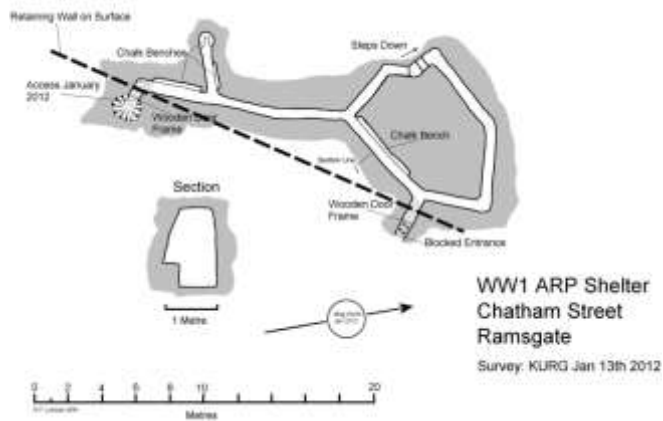 Retaining Wall on Surface
Chalk Benches
Steps Down
Access January
2012
Wooden Door
Frame
Chalk Bench
Section Line
Section
Wooden Door
Frame
Blocked Entrance
1 Metre
WW1 ARP Shelter
Chatham Street
Ramsgate
Survey: KURG Jan 13th 2012
0 2 4 6 8 10 20
Metres